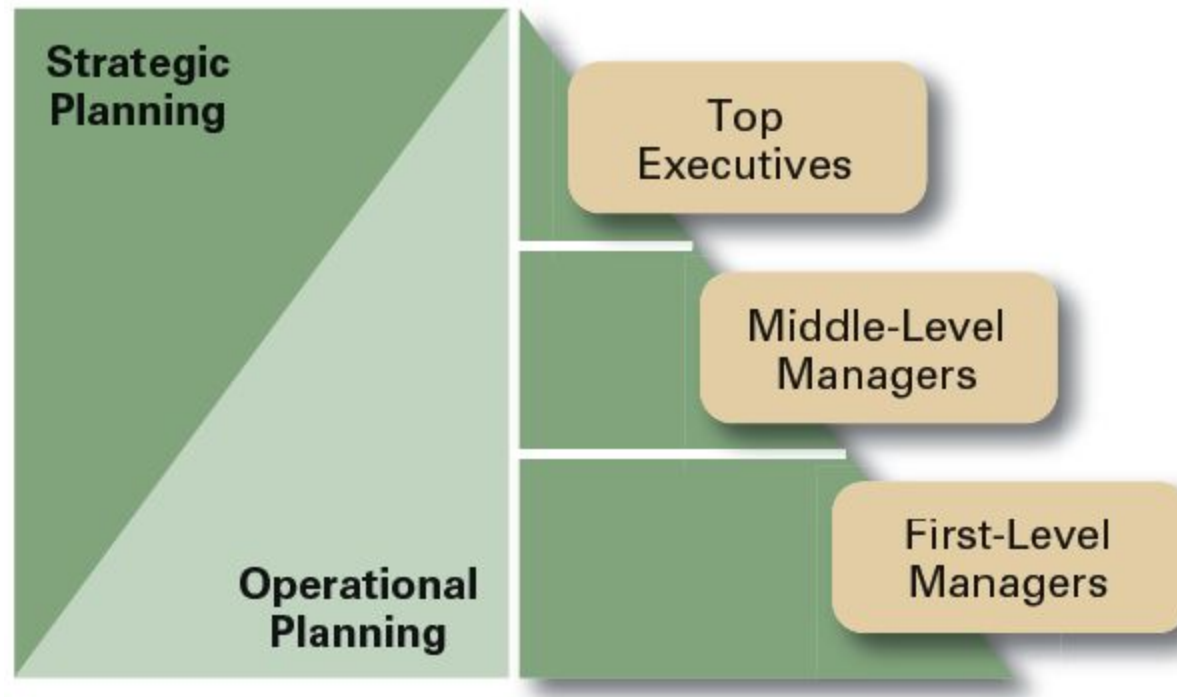 Strategic
Planning
Top
Executives
Middle-Level
Managers
First-Level
Managers
Operational
Planning